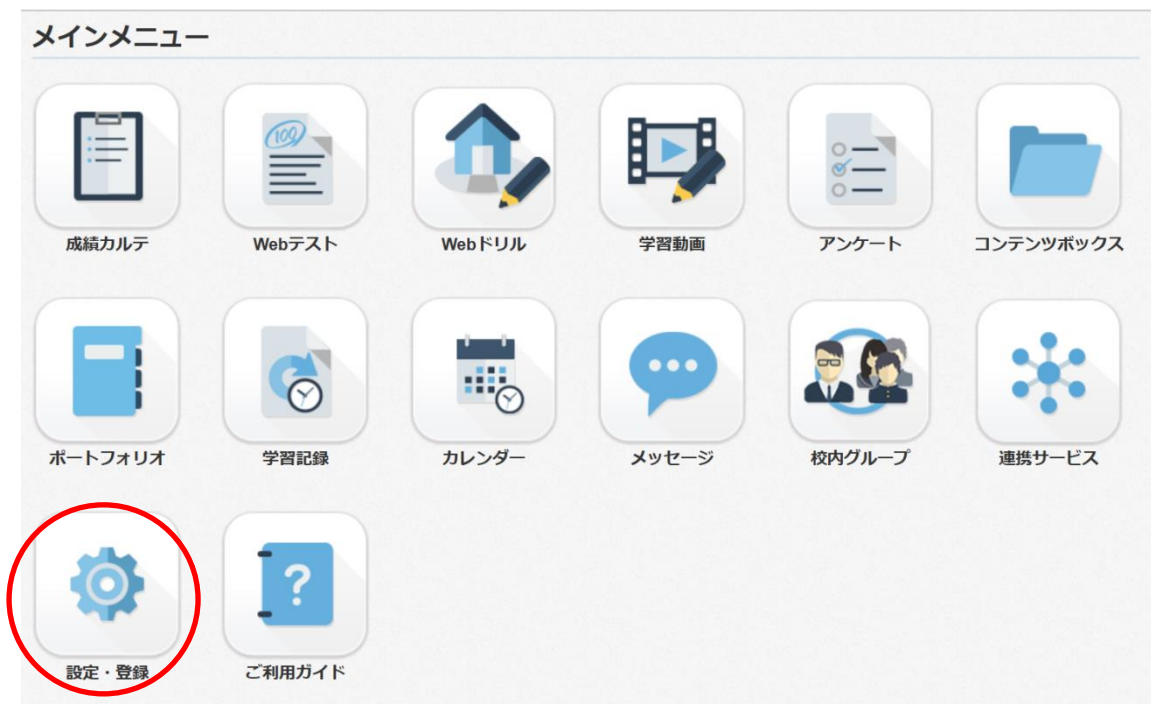 メインメニュー
100
成績カルテ
Webテスト
Webドリル
学習動画
アンケート
コンテンツボックス
ポートフォリオ
学習記録
カレンダー
メッセージ
校内グループ
連携サービス
?
設定・登録
ご利用ガイド